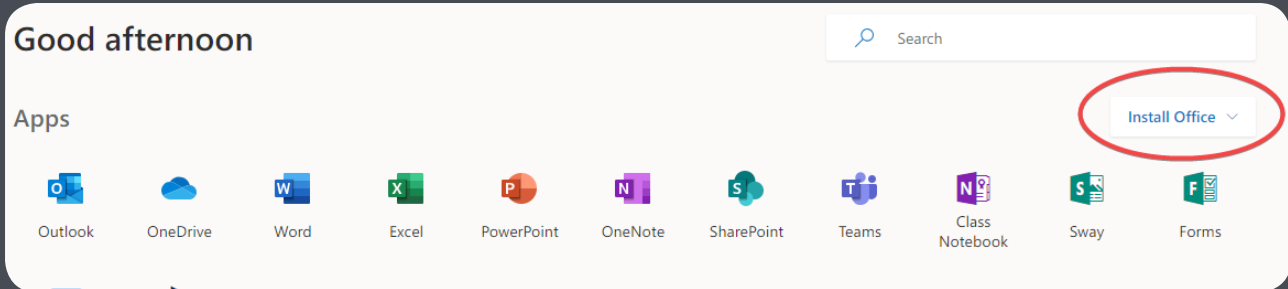 Good afternoon
Search
Apps
Install Office
O W X P N S T N S F
Outlook OneDrive Word Excel PowerPoint OneNote SharePoint Teams Class Notebook Sway Forms